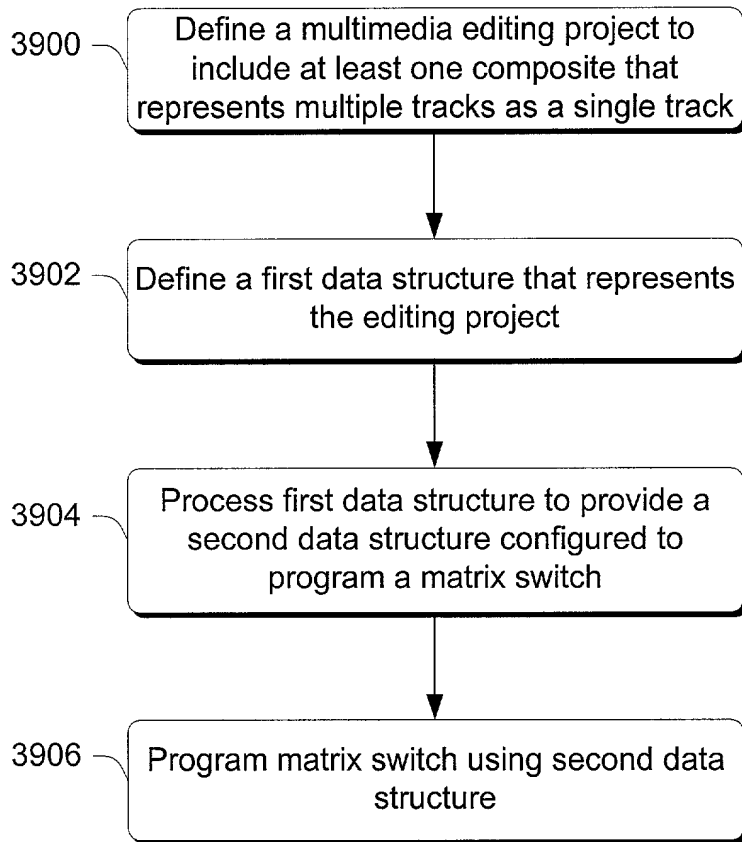 3900
Define a multimedia editing project to
include at least one composite that
represents multiple tracks as a single track
3902
Define a first data structure that represents
the editing project
3904
Process first data structure to provide a
second data structure configured to
program a matrix switch
3906
Program matrix switch using second data
structure